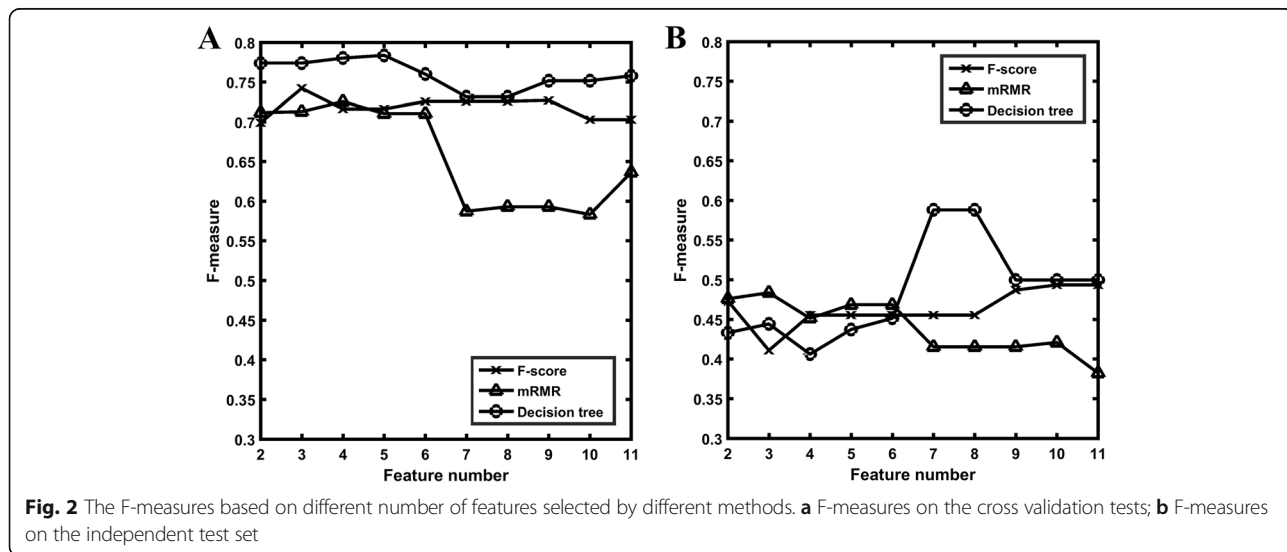 A
0.8
0.75
0.7
0.65
0.6
0.55
0.5
0.45
0.4
0.35
0.3
F-measure
2 3 4 5 6 7 8 9 10 11
Feature number
F-score
mRMR
Decision tree
B
0.8
0.75
0.7
0.65
0.6
0.55
0.5
0.45
0.4
0.35
0.3
F-measure
2 3 4 5 6 7 8 9 10 11
Feature number
F-score
mRMR
Decision tree
Fig. 2 The F-measures based on different number of features selected by different methods. a F-measures on the cross validation tests; b F-measures
on the independent test set